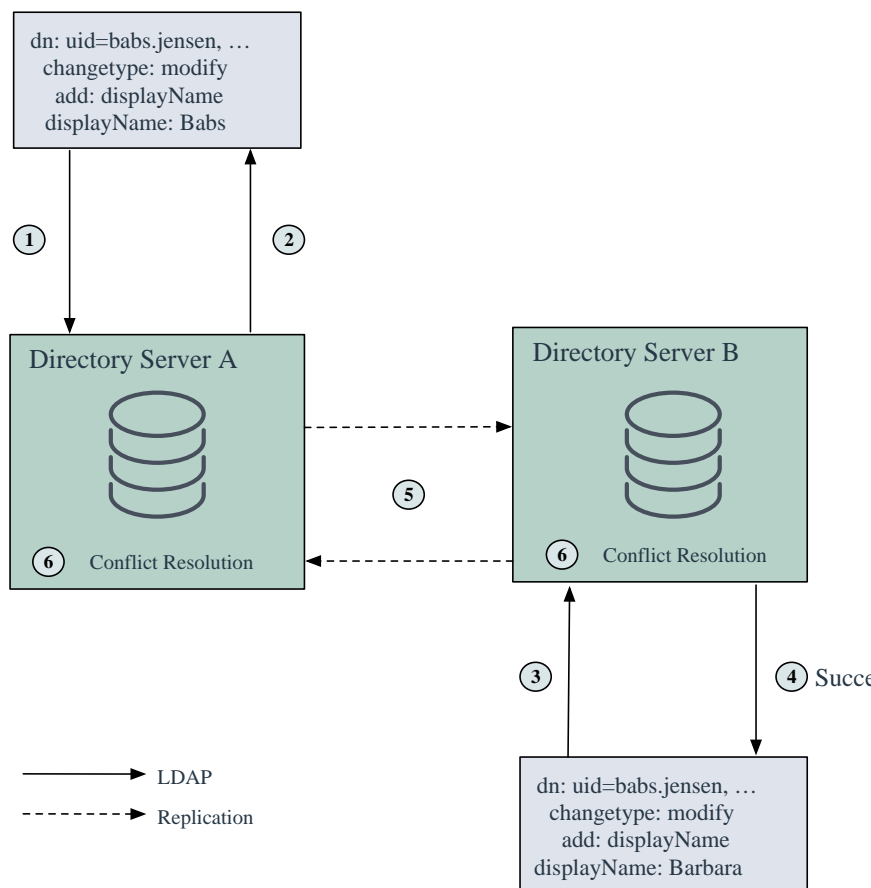 dn: uid=babs.jensen, …
changetype: modify
add: displayName
displayName: Babs
1
2
Directory Server A
Directory Server B
5
6 Conflict Resolution
6 Conflict Resolution
3
4
LDAP
Replication
dn: uid=babs.jensen, …
changetype: modify
add: displayName
displayName: Barbara